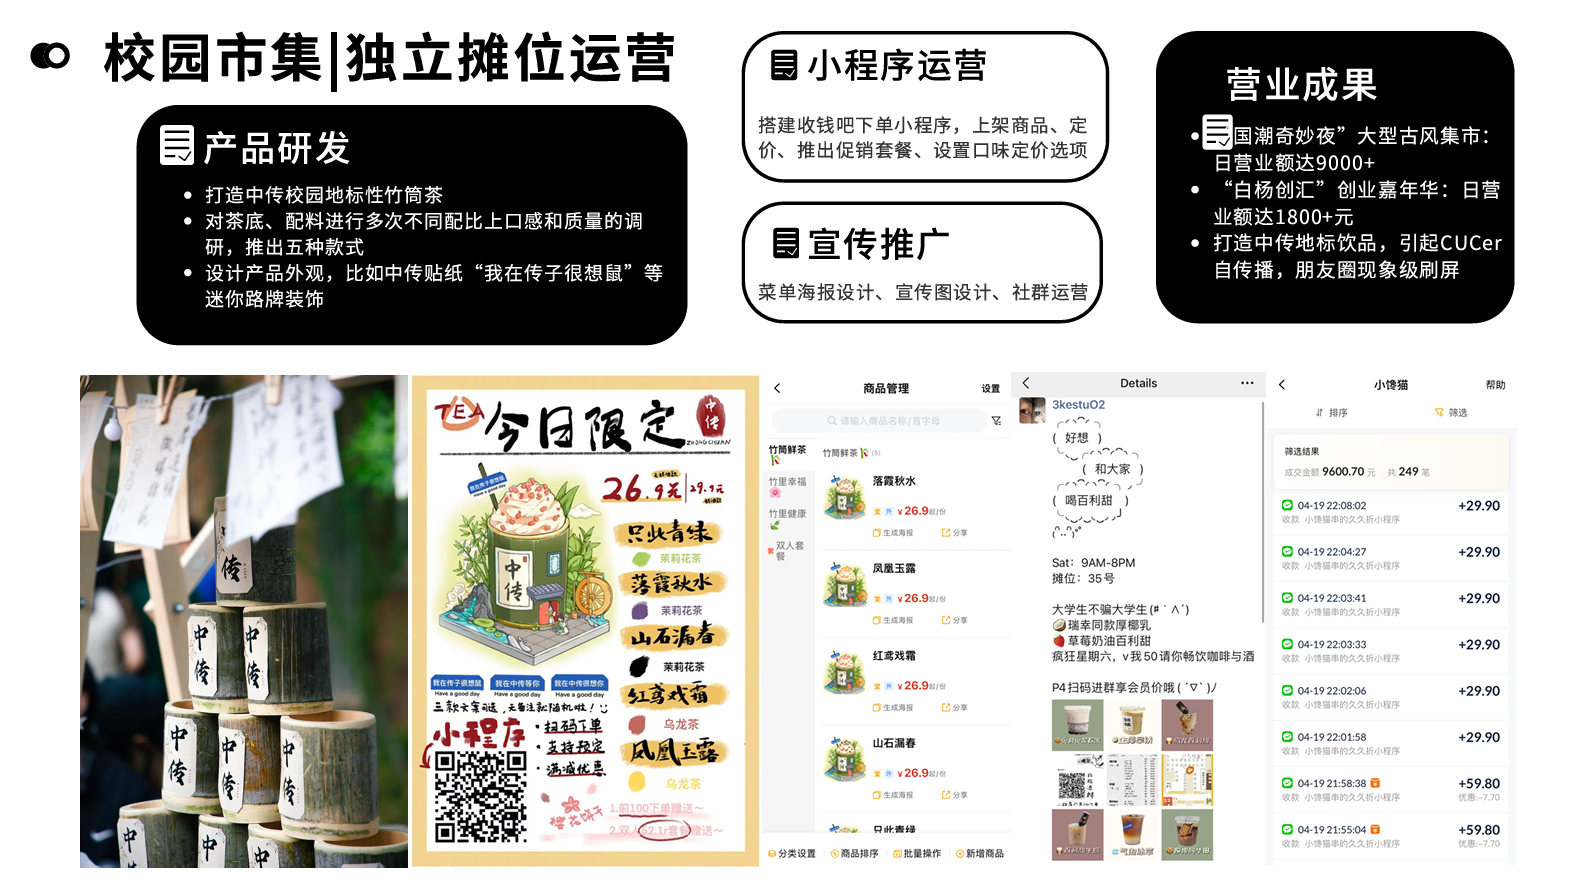 校园市集|独立摊位运营
产品研发
打造中传校园地标性竹筒茶
对茶底、配料进行多次不同配比上口感和质量的调
研，推出五种款式
设计产品外观，比如中传贴纸“我在传子很想鼠”等
迷你路牌装饰
小程序运营
搭建收钱吧下单小程序，上架商品、定
价、推出促销套餐、设置口味定价选项
宣传推广
菜单海报设计、宣传图设计、社群运营
营业成果
国潮奇妙夜”大型古风集市：
日营业额达9000+
“白杨创汇”创业嘉年华：日营
业额达1800+元
打造中传地标饮品，引起CUCer
自传播，朋友圈现象级刷屏
中传
中传
中传
中传
中传
中传
中传
TEA
今日限定
中传
ZHONGCHUAN
我在传子很想鼠
Have a good day
26.9元
29.9元
中传
只此青绿
茉莉花茶
落霞秋水
茉莉花茶
山石漏春
茉莉花茶
红鸾戏霜
乌龙茶
凤凰玉露
乌龙茶
我在传子很想鼠
Have a good day
我在中传等你
Have a good day
我在中传很想你
Have a good day
三款文案可选，无备注就随机啦！
小程序
·扫码下单
·支持预定
·满减优惠
樱花饼干
1.前100下单赠送～
2.双人52.1r套餐赠送～
商品管理
设置
请输入商品名称/首字母
竹筒鲜茶
竹里幸福
竹里健康
双人套
餐
竹筒鲜茶
(5)
落霞秋水
堂 外 ¥26.9起/份
生成海报 分享
凤凰玉露
堂 外 ¥26.9起/份
生成海报 分享
红鸾戏霜
堂 外 ¥26.9起/份
生成海报 分享
山石漏春
堂 外 ¥26.9起/份
生成海报 分享
只此青绿
分类设置 商品排序 批量操作 新增商品
Details
3kestuO2
( 好想 )
( 和大家 )
( 喝百利甜 )
Sat：9AM-8PM
摊位：35号
大学生不骗大学生(#｀∧´)
🥥瑞幸同款厚椰乳
🍓草莓奶油百利甜
疯狂星期六，v我50请你畅饮咖啡与酒
P4扫码进群享会员价哦( ´∇` )ﾉ
小馋猫
帮助
排序
筛选
筛选结果
成交金额 9600.70 元 共 249 笔
04-19 22:08:02 +29.90
收款 小馋猫串的久久折小程序
04-19 22:04:27 +29.90
收款 小馋猫串的久久折小程序
04-19 22:03:41 +29.90
收款 小馋猫串的久久折小程序
04-19 22:03:33 +29.90
收款 小馋猫串的久久折小程序
04-19 22:02:06 +29.90
收款 小馋猫串的久久折小程序
04-19 22:01:58 +29.90
收款 小馋猫串的久久折小程序
04-19 21:58:38 +59.80
收款 小馋猫串的久久折小程序 优惠:-7.70
04-19 21:55:04 +59.80
收款 小馋猫串的久久折小程序 优惠:-7.70